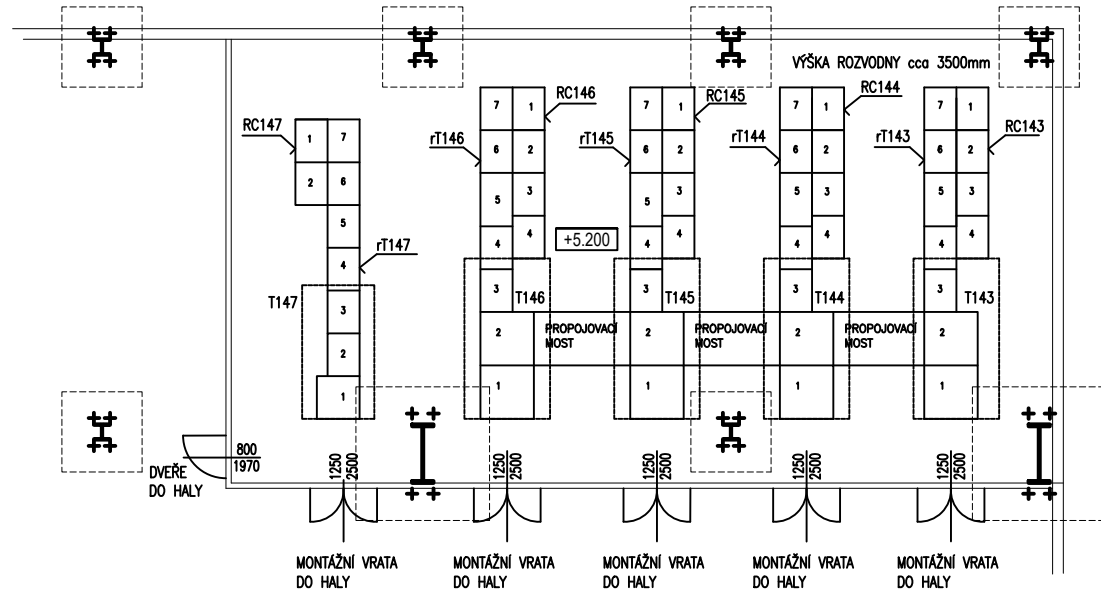 VÝŠKA ROZVODNY cca 3500mm
RC147
rT146
RC146
rT145
RC145
rT144
RC144
rT143
RC143
1 7
2 6
5
4
3
2
1
7 1
6 2
5 3
4 4
3
2
1
7 1
6 2
5 3
4 4
3
2
1
7 1
6 2
5 3
4 4
3
2
1
7 1
6 2
5 3
4 4
3
2
1
+5.200
rT147
T147
T146
T145
T144
T143
PROPOJOVACÍ
MOST
PROPOJOVACÍ
MOST
PROPOJOVACÍ
MOST
800
1970
DVEŘE
DO HALY
1250
2500
1250
2500
1250
2500
1250
2500
1250
2500
MONTÁŽNÍ VRATA
DO HALY
MONTÁŽNÍ VRATA
DO HALY
MONTÁŽNÍ VRATA
DO HALY
MONTÁŽNÍ VRATA
DO HALY
MONTÁŽNÍ VRATA
DO HALY